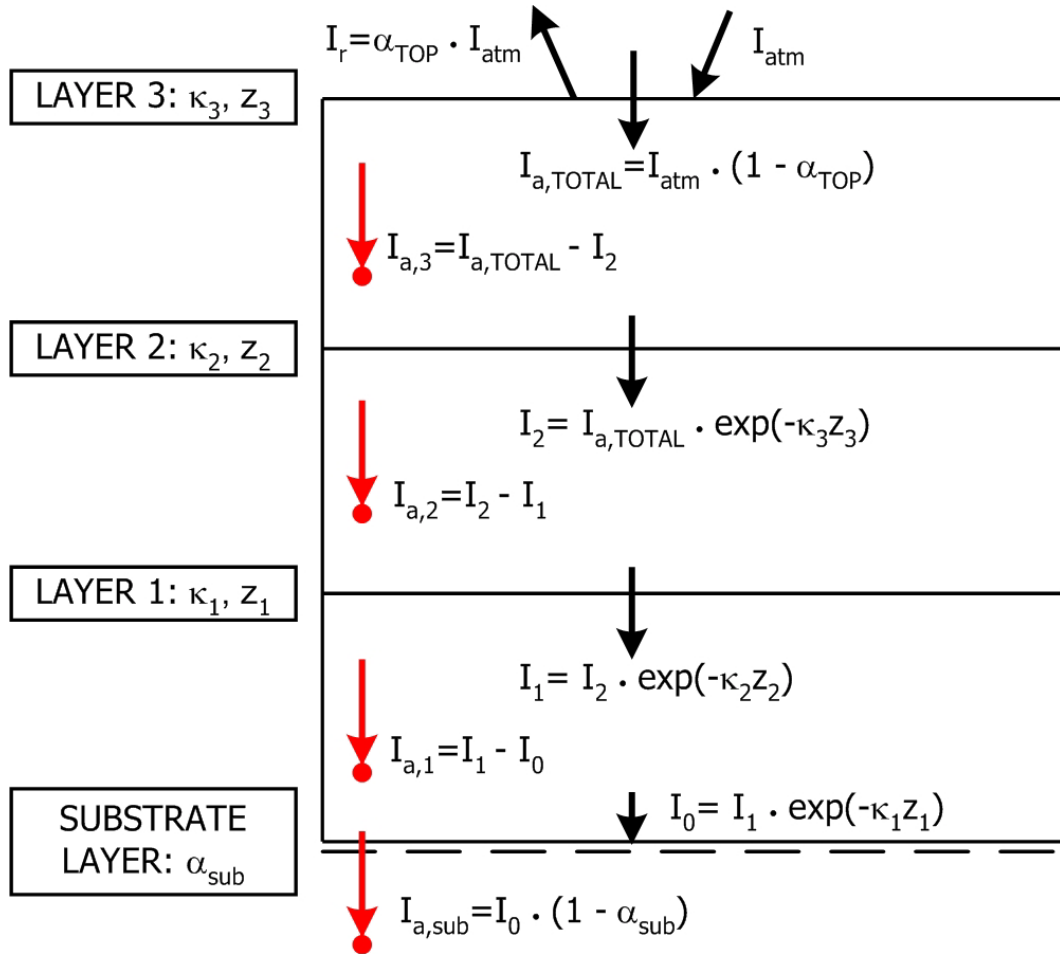 I_r=α_TOP · I_atm
I_atm
LAYER 3: κ_3, z_3
I_a,TOTAL=I_atm · (1 - α_TOP)
I_a,3=I_a,TOTAL - I_2
LAYER 2: κ_2, z_2
I_2= I_a,TOTAL · exp(-κ_3z_3)
I_a,2=I_2 - I_1
LAYER 1: κ_1, z_1
I_1= I_2 · exp(-κ_2z_2)
I_a,1=I_1 - I_0
SUBSTRATE
LAYER: α_sub
I_0= I_1 · exp(-κ_1z_1)
I_a,sub=I_0 · (1 - α_sub)